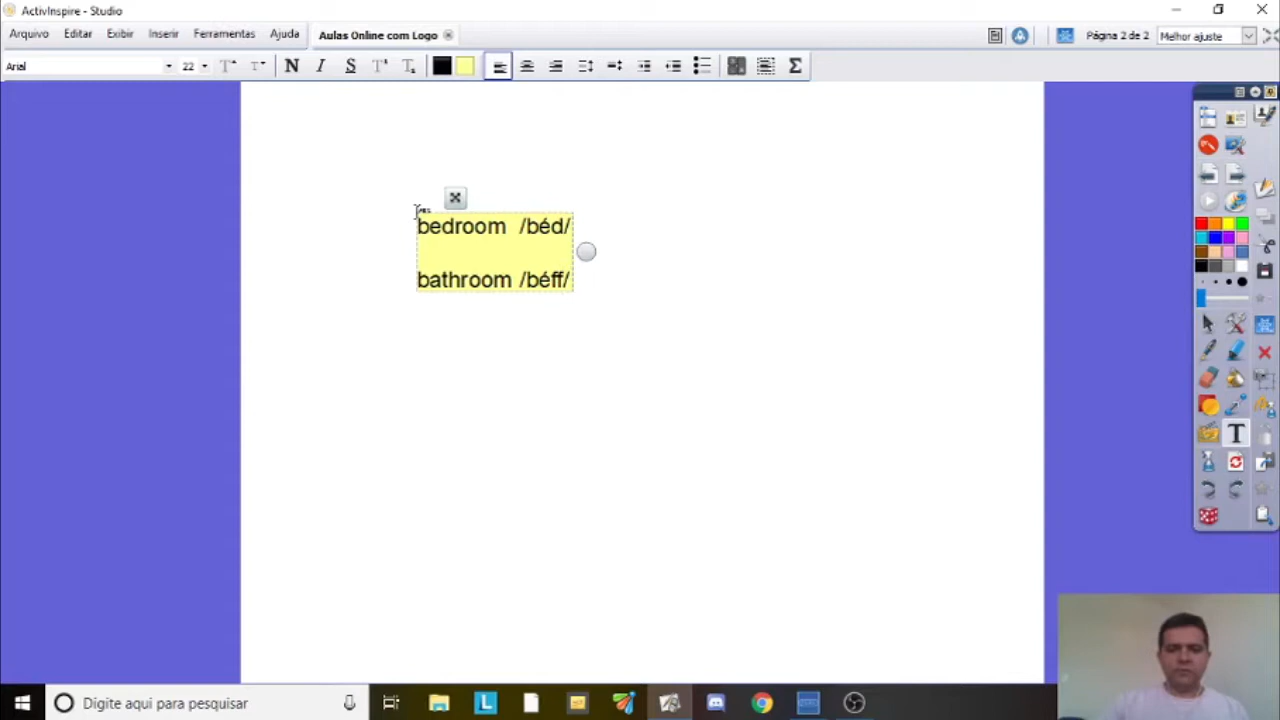 ActivInspire - Studio
Arquivo Editar Exibir Inserir Ferramentas Ajuda Aulas Online com Logo Página 2 de 2 Melhor ajuste
Arial 22 N I S Σ
bedroom /béd/
bathroom /béff/
T
L
Digite aqui para pesquisar